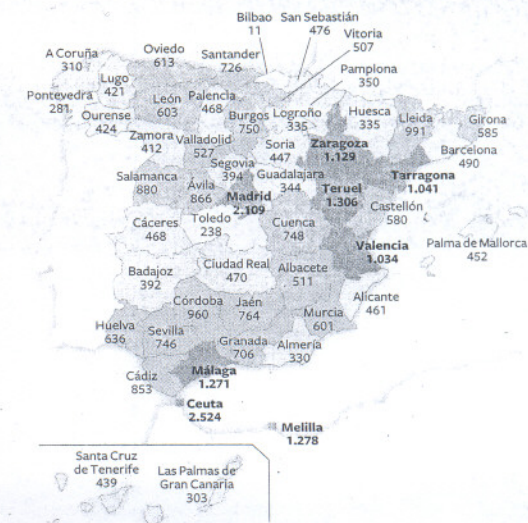 Bilbao
11
San Sebastián
476
Vitoria
507
A Coruña
310
Oviedo
613
Santander
726
Pamplona
350
Lugo
421
Pontevedra
281
León
603
Palencia
468
Burgos
750
Logroño
335
Huesca
335
Lleida
991
Girona
585
Ourense
424
Zamora
412
Valladolid
527
Soria
447
Zaragoza
1.129
Barcelona
490
Segovia
394
Guadalajara
344
Tarragona
1.041
Salamanca
880
Ávila
866
Madrid
2.109
Teruel
1.306
Castellón
580
Cáceres
468
Toledo
238
Cuenca
748
Valencia
1.034
Palma de Mallorca
452
Badajoz
392
Ciudad Real
470
Albacete
511
Alicante
461
Córdoba
960
Jaén
764
Murcia
601
Huelva
636
Sevilla
746
Granada
706
Almería
330
Cádiz
853
Málaga
1.271
Ceuta
2.524
Melilla
1.278
Santa Cruz
de Tenerife
439
Las Palmas de
Gran Canaria
303